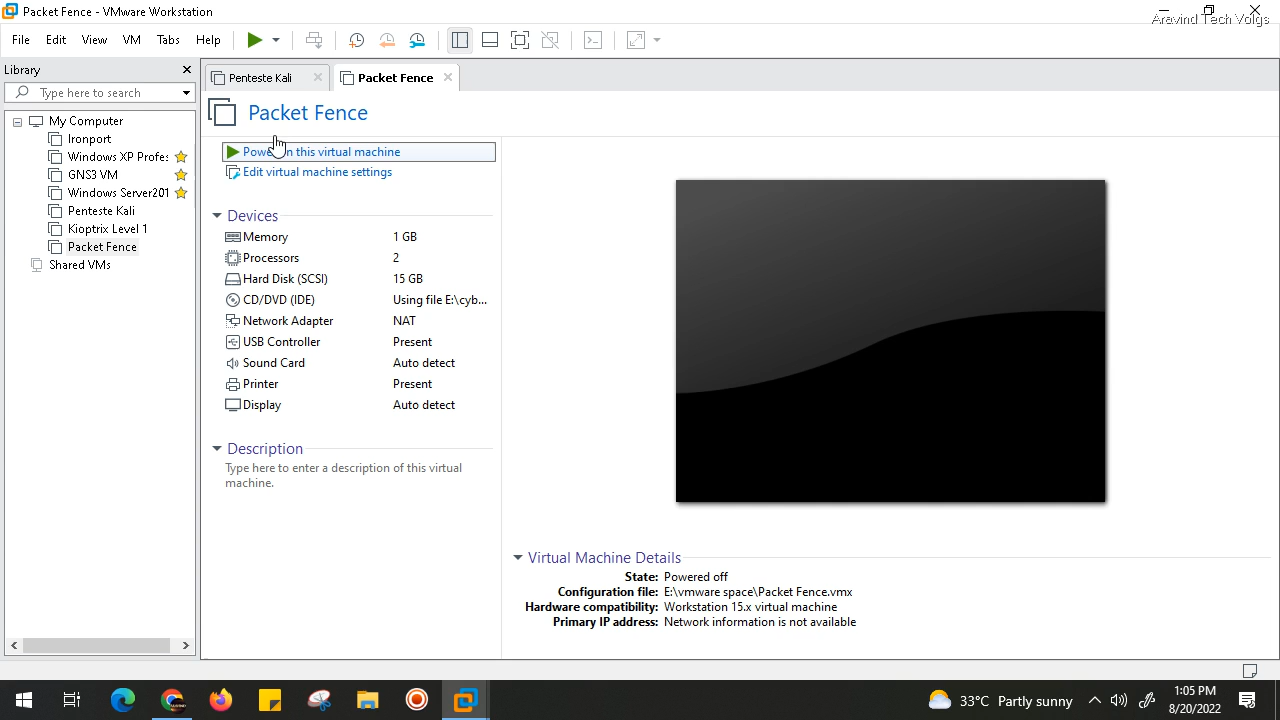 Packet Fence - VMware Workstation
Aravind Tech Volgs
File Edit View VM Tabs Help
Library
Type here to search
My Computer
Ironport
Windows XP Profes
GNS3 VM
Windows Server201
Penteste Kali
Kioptrix Level 1
Packet Fence
Shared VMs
Penteste Kali
Packet Fence
Packet Fence
Power on this virtual machine
Edit virtual machine settings
Devices
Memory 1 GB
Processors 2
Hard Disk (SCSI) 15 GB
CD/DVD (IDE) Using file E:\cyb...
Network Adapter NAT
USB Controller Present
Sound Card Auto detect
Printer Present
Display Auto detect
Description
Type here to enter a description of this virtual
machine.
Virtual Machine Details
State: Powered off
Configuration file: E:\vmware space\Packet Fence.vmx
Hardware compatibility: Workstation 15.x virtual machine
Primary IP address: Network information is not available
33°C Partly sunny
1:05 PM
8/20/2022